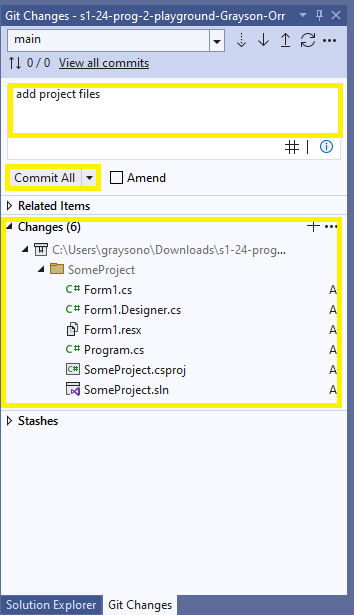 Git Changes - s1-24-prog-2-playground-Grayson-Orr
main
0 / 0 View all commits
add project files
Commit All Amend
Related Items
Changes (6)
C:\Users\graysono\Downloads\s1-24-prog...
SomeProject
C# Form1.cs A
C# Form1.Designer.cs A
Form1.resx A
C# Program.cs A
C# SomeProject.csproj A
SomeProject.sln A
Stashes
Solution Explorer Git Changes